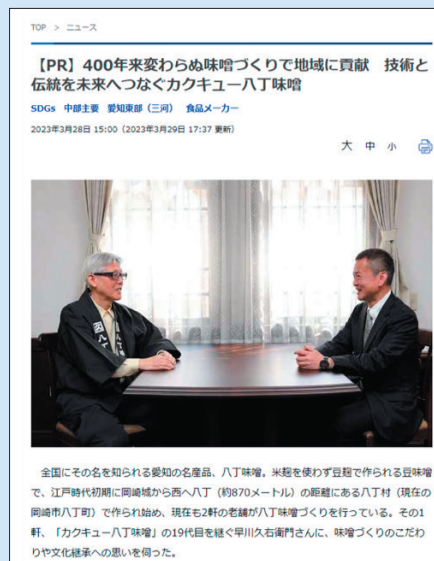 TOP > ニュース
【PR】400年来変わらぬ味噌づくりで地域に貢献 技術と
伝統を未来へつなぐカクキュー八丁味噌
SDGs 中部主要 愛知東部（三河） 食品メーカー
2023年3月28日 15:00（2023年3月29日 17:37 更新）
大 中 小
八丁味
全国にその名を知られる愛知の名産品、八丁味噌。米麹を使わず豆麹で作られる豆味噌
で、江戸時代初期に岡崎城から西へ八丁（約870メートル）の距離にある八丁村（現在の
岡崎市八丁町）で作られ始め、現在も2軒の老舗が八丁味噌づくりを行っている。その1
軒、「カクキュー八丁味噌」の19代目を継ぐ早川久右衛門さんに、味噌づくりのこだわ
りや文化継承への思いを伺った。